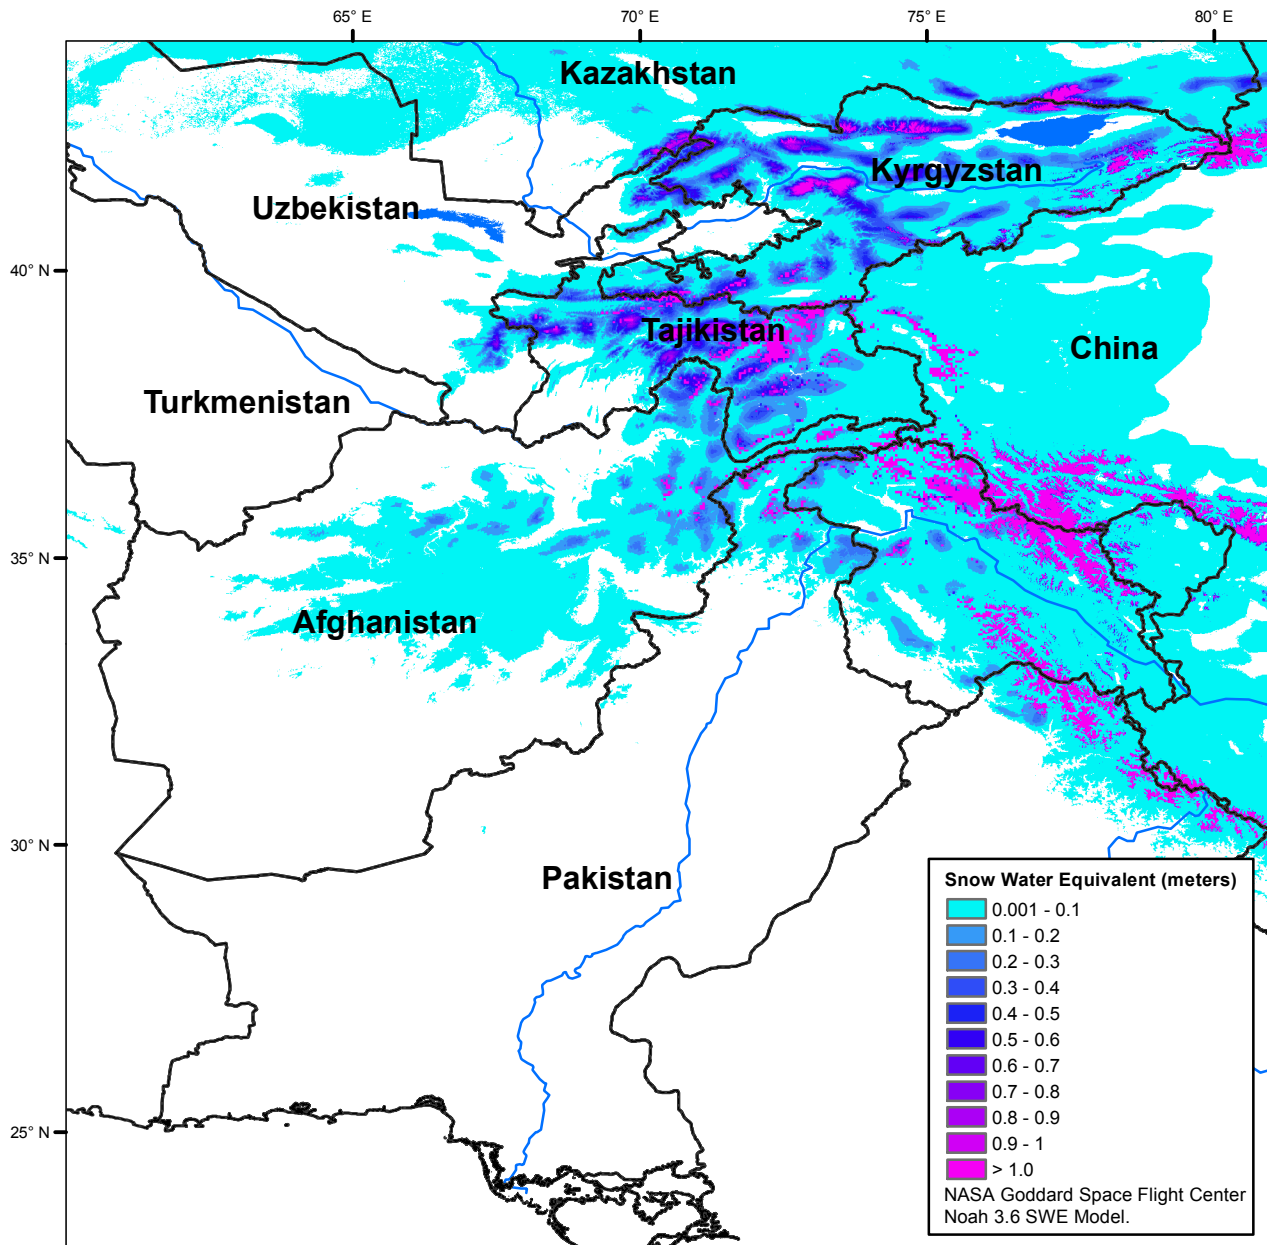 65° E
70° E
75° E
80° E
Kazakhstan
Kyrgyzstan
Uzbekistan
40° N
Tajikistan
China
Turkmenistan
35° N
Afghanistan
30° N
Pakistan
25° N
Snow Water Equivalent (meters)
0.001 - 0.1
0.1 - 0.2
0.2 - 0.3
0.3 - 0.4
0.4 - 0.5
0.5 - 0.6
0.6 - 0.7
0.7 - 0.8
0.8 - 0.9
0.9 - 1
> 1.0
NASA Goddard Space Flight Center
Noah 3.6 SWE Model.